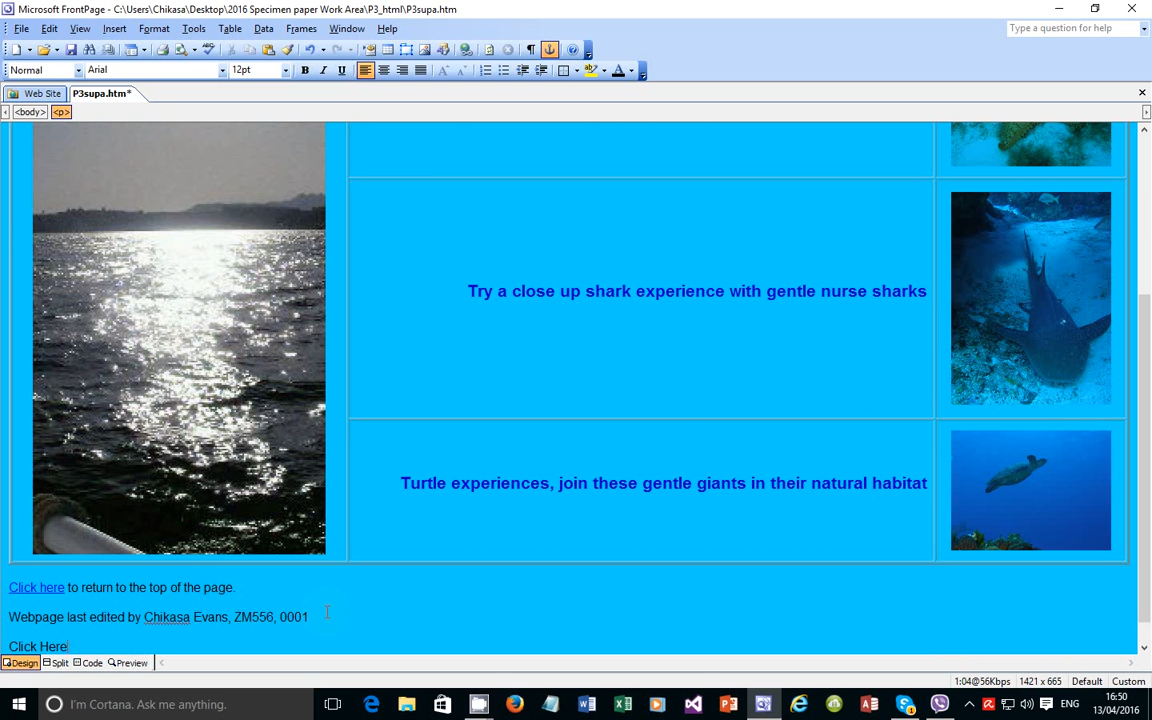 Microsoft FrontPage - C:\Users\Chikasa\Desktop\2016 Specimen paper Work Area\P3_html\P3supa.htm
File Edit View Insert Format Tools Table Data Frames Window Help
Type a question for help
Normal Arial 12pt B I U
Web Site P3supa.htm*
<body> <p>
Try a close up shark experience with gentle nurse sharks
Turtle experiences, join these gentle giants in their natural habitat
Click here to return to the top of the page.
Webpage last edited by Chikasa Evans, ZM556, 0001
Click Here
Design Split Code Preview
1:04@56Kbps 1421 x 665 Default Custom
I'm Cortana. Ask me anything.
ENG
16:50
13/04/2016